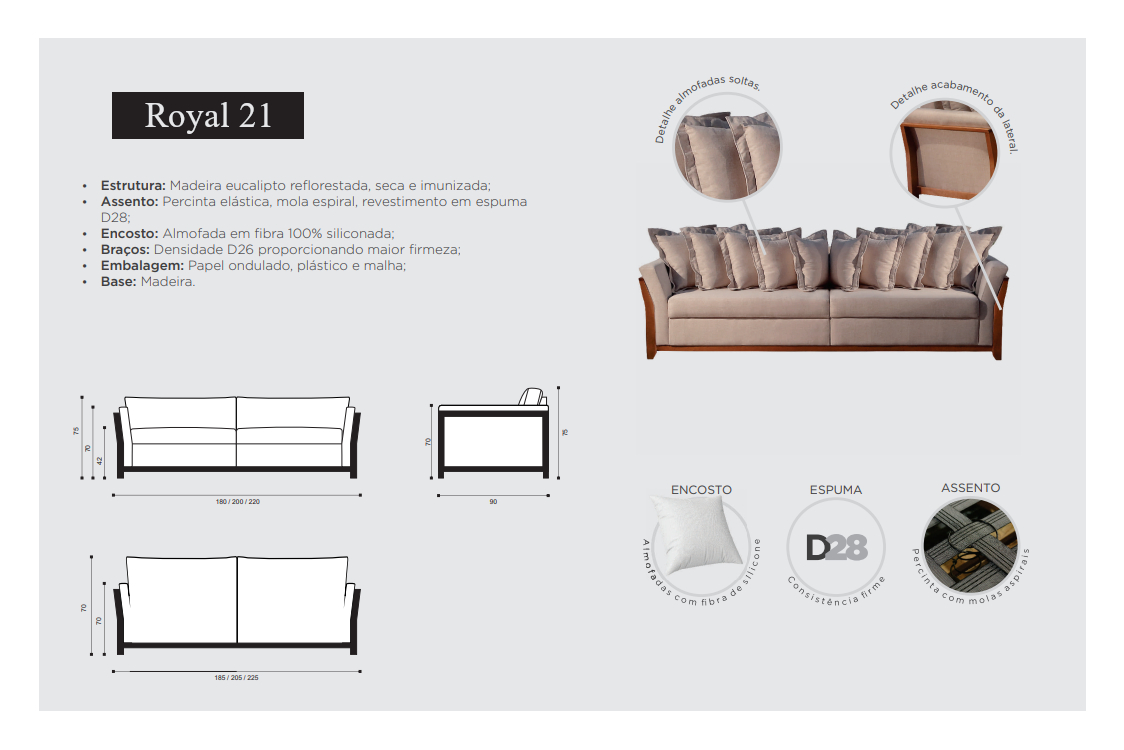 Royal 21
• Estrutura: Madeira eucalipto reflorestada, seca e imunizada;
• Assento: Percinta elástica, mola espiral, revestimento em espuma
D28;
• Encosto: Almofada em fibra 100% siliconada;
• Braços: Densidade D26 proporcionando maior firmeza;
• Embalagem: Papel ondulado, plástico e malha;
• Base: Madeira.
Detalhe almofadas soltas.
Detalhe acabamento da lateral.
75
70
42
180 / 200 / 220
70
75
90
70
70
185 / 205 / 225
ENCOSTO
Almofadas com fibra de silicone
ESPUMA
D28
Consistência firme
ASSENTO
Percinta com molas aspirais